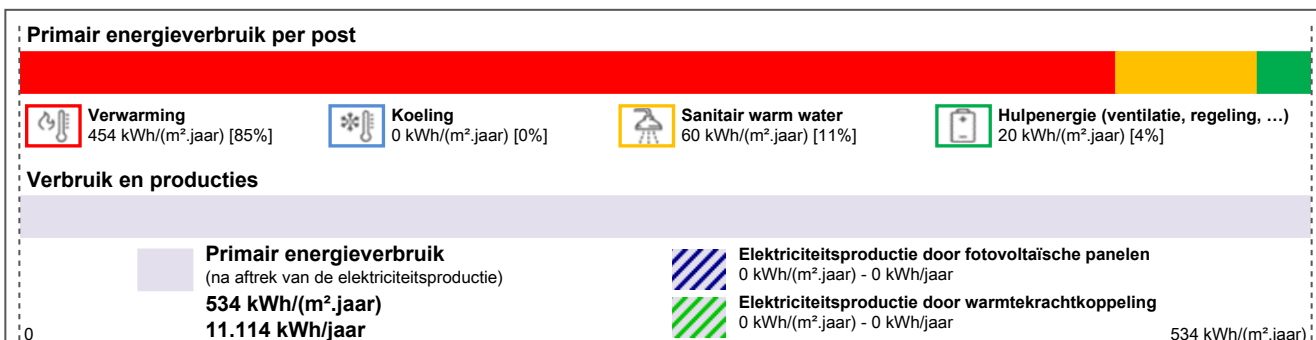 Primair energieverbruik per post
Verwarming
454 kWh/(m².jaar) [85%]
Koeling
0 kWh/(m².jaar) [0%]
Sanitair warm water
60 kWh/(m².jaar) [11%]
Hulpenergie (ventilatie, regeling, …)
20 kWh/(m².jaar) [4%]
Verbruik en producties
Primair energieverbruik
(na aftrek van de elektriciteitsproductie)
534 kWh/(m².jaar)
11.114 kWh/jaar
Elektriciteitsproductie door fotovoltaïsche panelen
0 kWh/(m².jaar) - 0 kWh/jaar
Elektriciteitsproductie door warmtekrachtkoppeling
0 kWh/(m².jaar) - 0 kWh/jaar
0
534 kWh/(m².jaar)